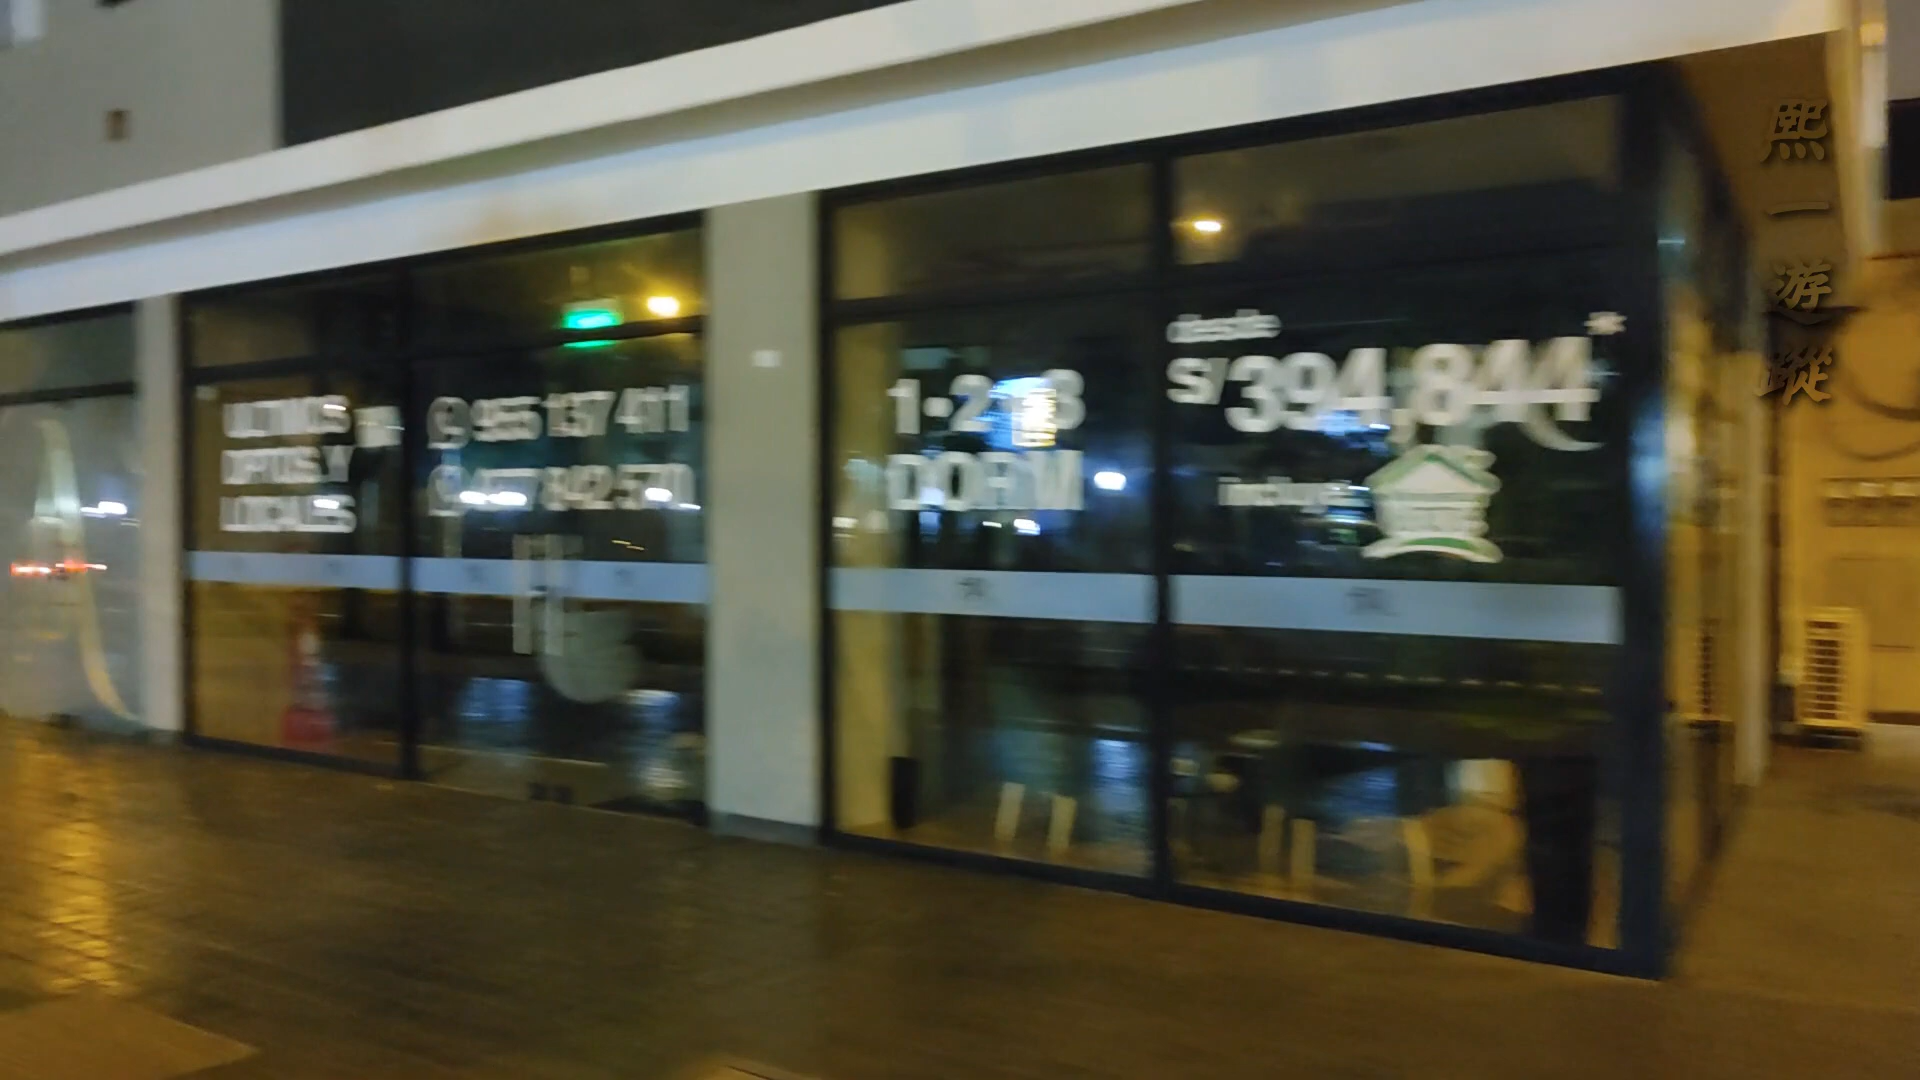 ULTIMOS
DPTOS Y
LOCALES
955 137 411
1 - 2 - 3
DORM
desde
S/394,844*
incluye
熙一游蹤